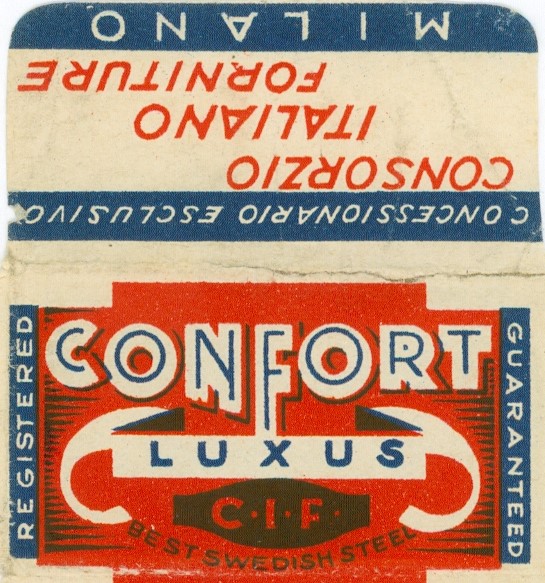 CONCESSIONARIO ESCLUSIVO
CONSORZIO
ITALIANO
FORNITURE
MILANO
REGISTERED
CONFORT
GUARANTEED
LUXUS
C·I·F·
BEST SWEDISH STEEL